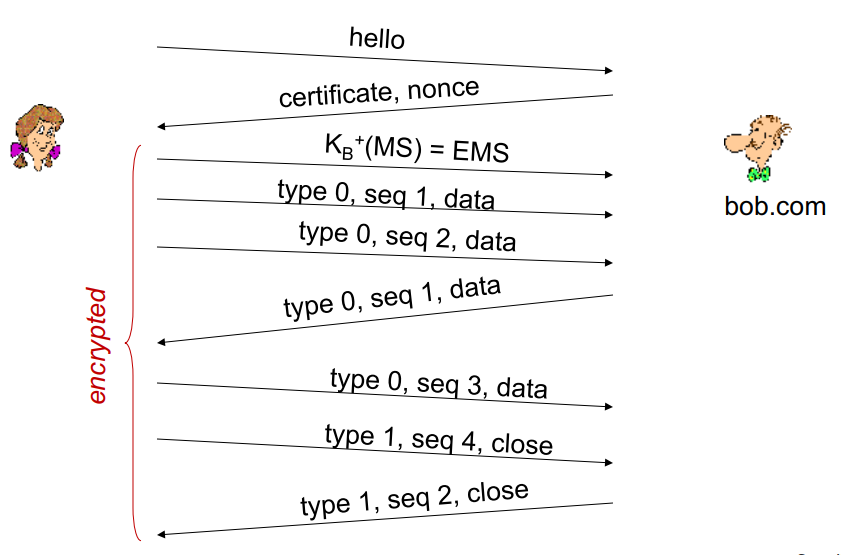 hello
certificate, nonce
K_B⁺(MS) = EMS
type 0, seq 1, data
bob.com
type 0, seq 2, data
type 0, seq 1, data
encrypted
type 0, seq 3, data
type 1, seq 4, close
type 1, seq 2, close